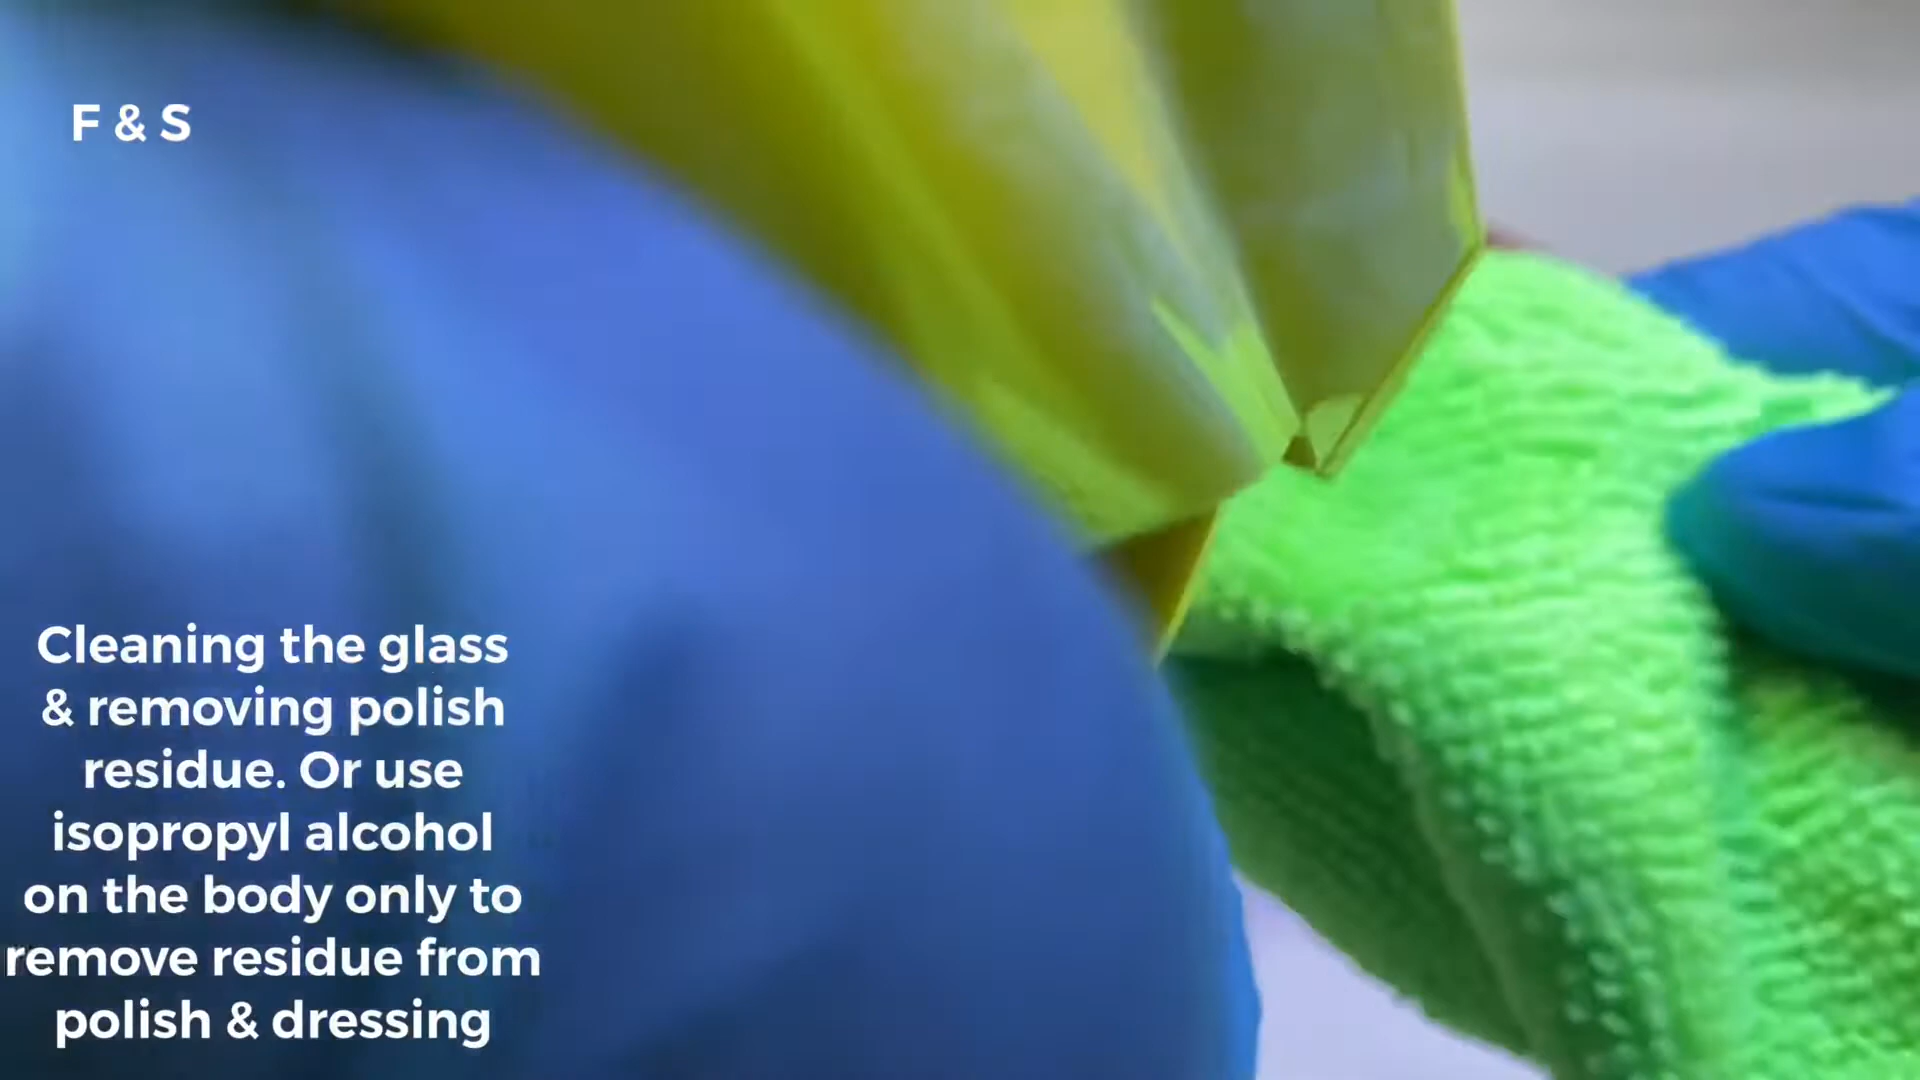 F & S
Cleaning the glass
& removing polish
residue. Or use
isopropyl alcohol
on the body only to
remove residue from
polish & dressing